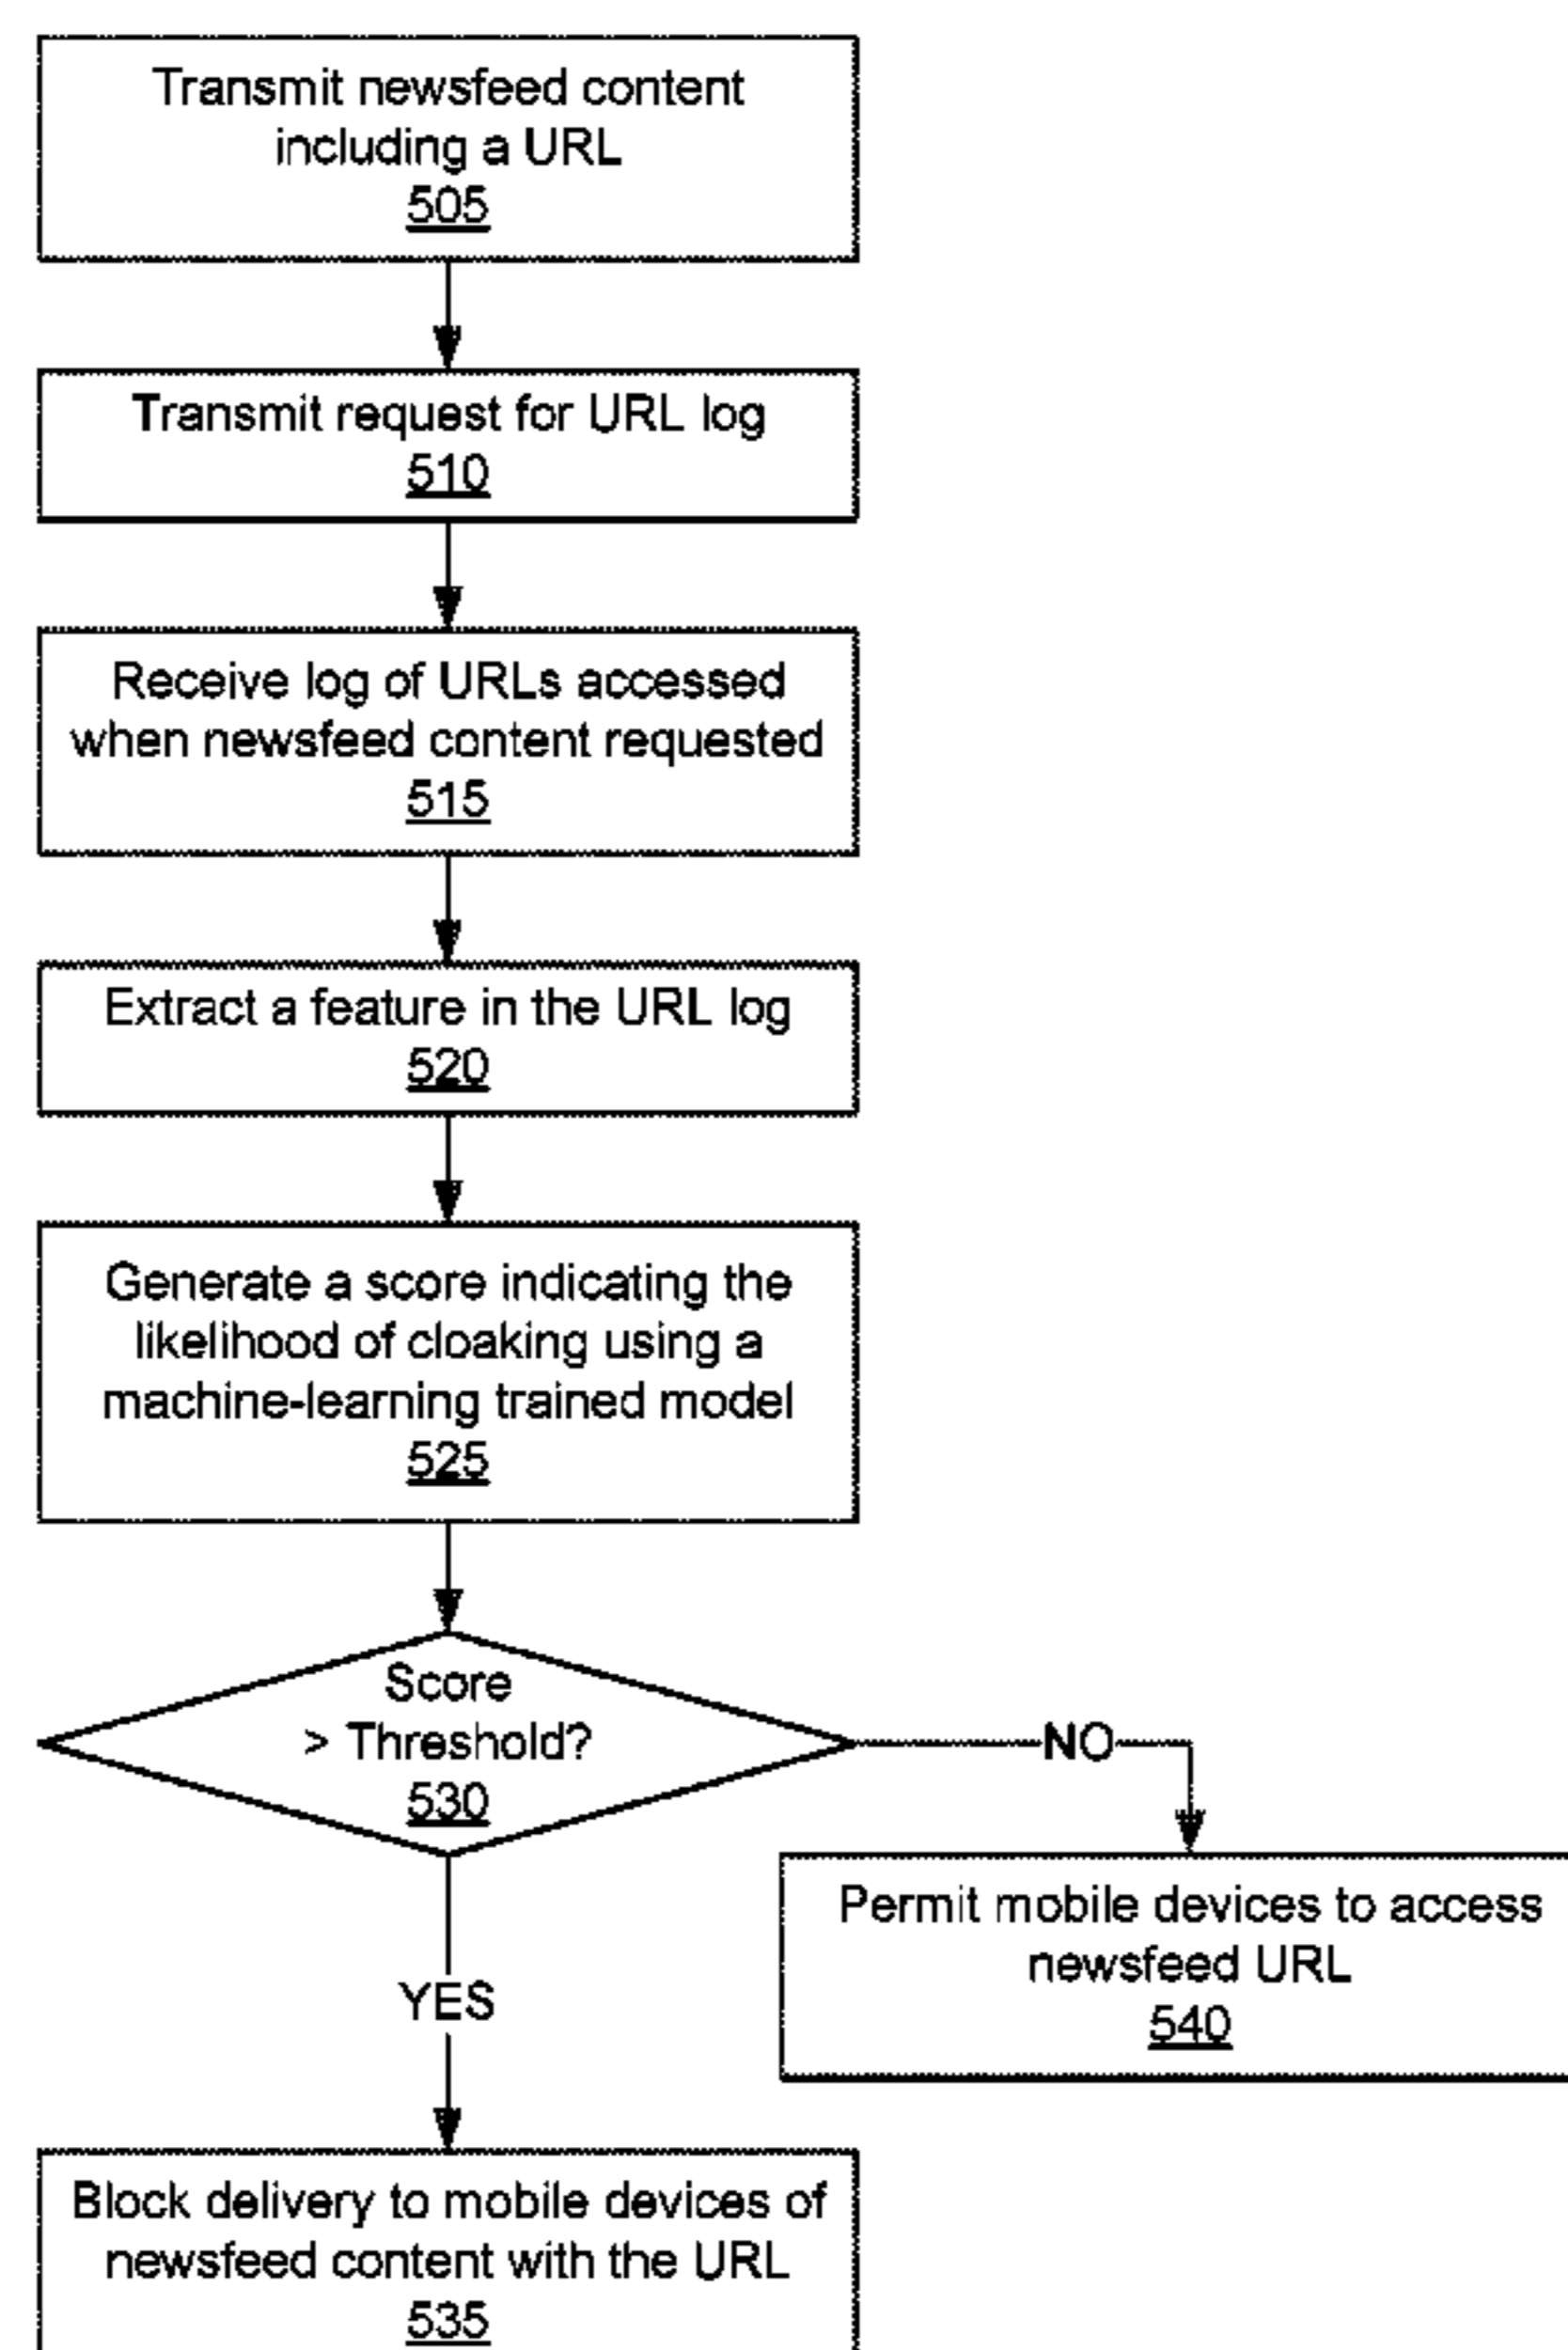 Transmit newsfeed content
including a URL
505
Transmit request for URL log
510
Receive log of URLs accessed
when newsfeed content requested
515
Extract a feature in the URL log
520
Generate a score indicating the
likelihood of cloaking using a
machine-learning trained model
525
Score
> Threshold?
530
NO
Permit mobile devices to access
newsfeed URL
540
YES
Block delivery to mobile devices of
newsfeed content with the URL
535